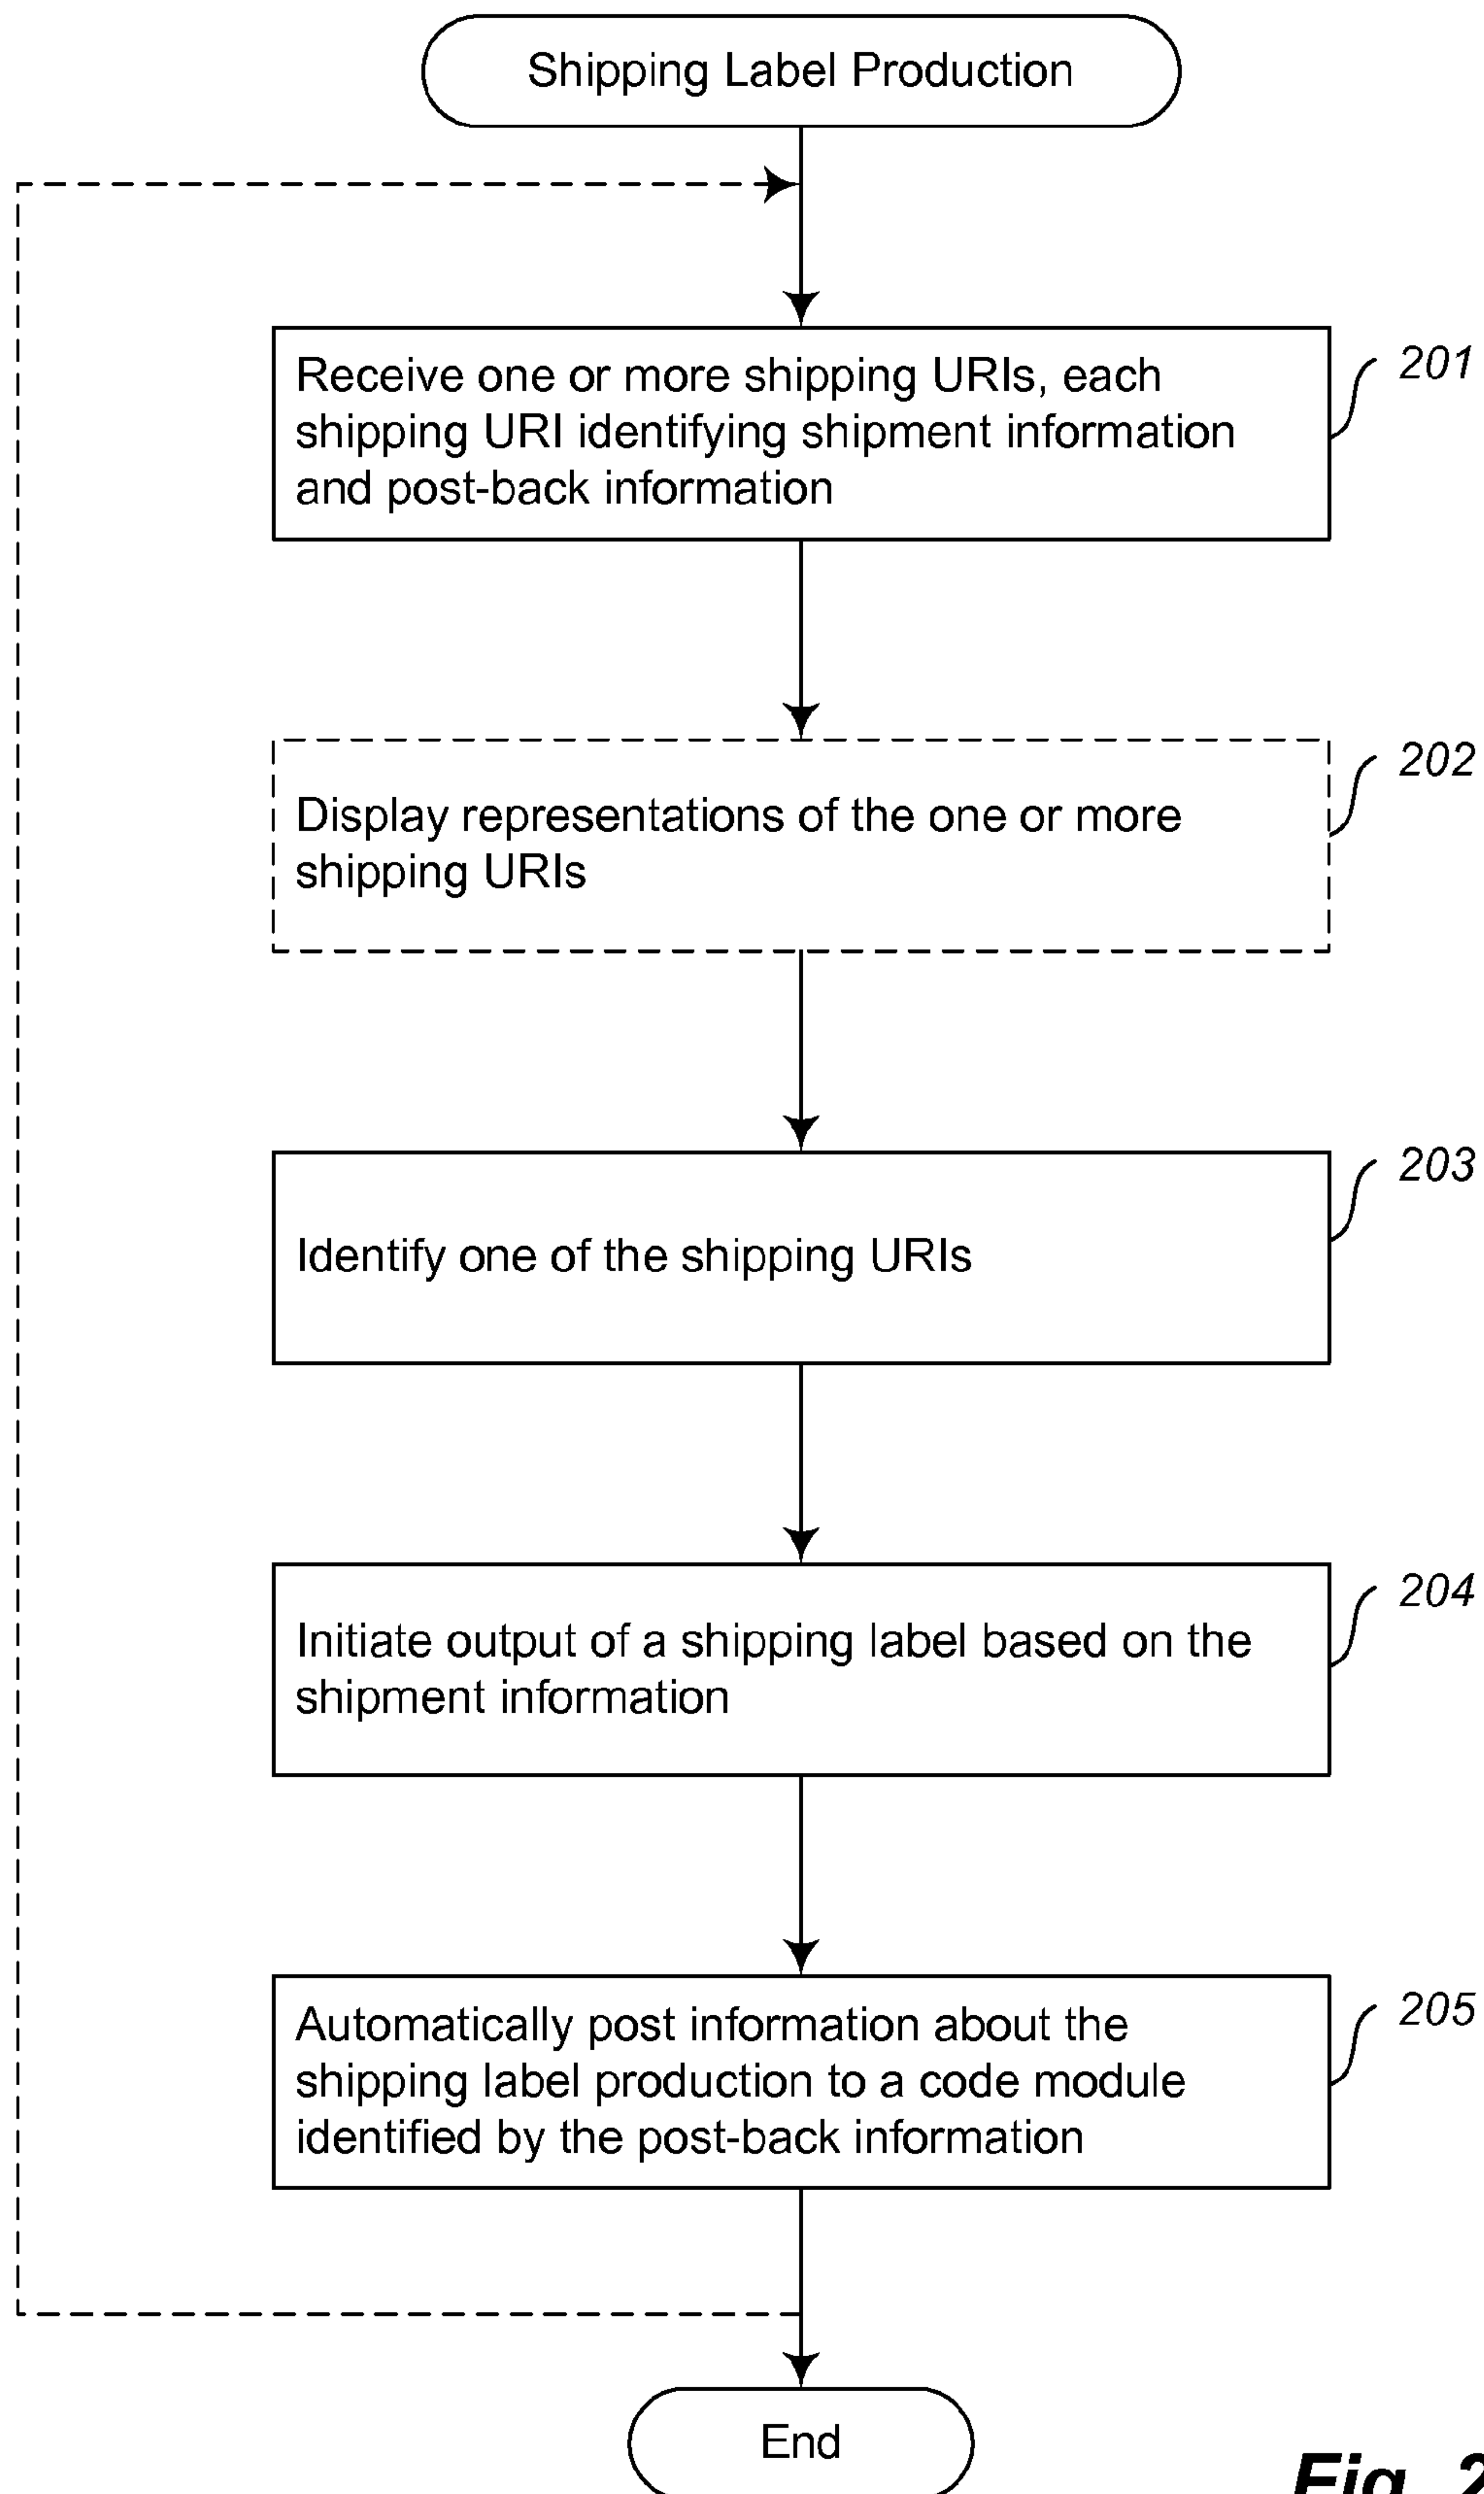 Shipping Label Production
Receive one or more shipping URIs, each
shipping URI identifying shipment information
and post-back information
201
Display representations of the one or more
shipping URIs
202
Identify one of the shipping URIs
203
Initiate output of a shipping label based on the
shipment information
204
Automatically post information about the
shipping label production to a code module
identified by the post-back information
205
End
Fig. 2